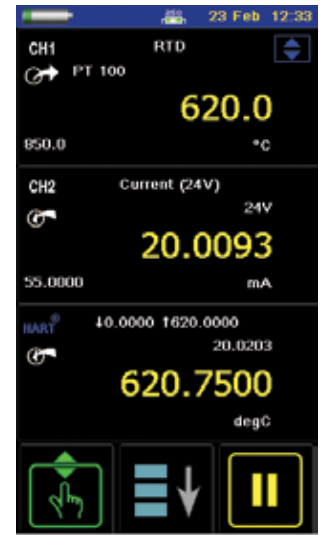 23 Feb 12:33
CH1 RTD
PT 100
620.0
850.0 °C
CH2 Current (24V)
24V
20.0093
55.0000 mA
HART® ↓0.0000 ↑620.0000
20.0203
620.7500
degC